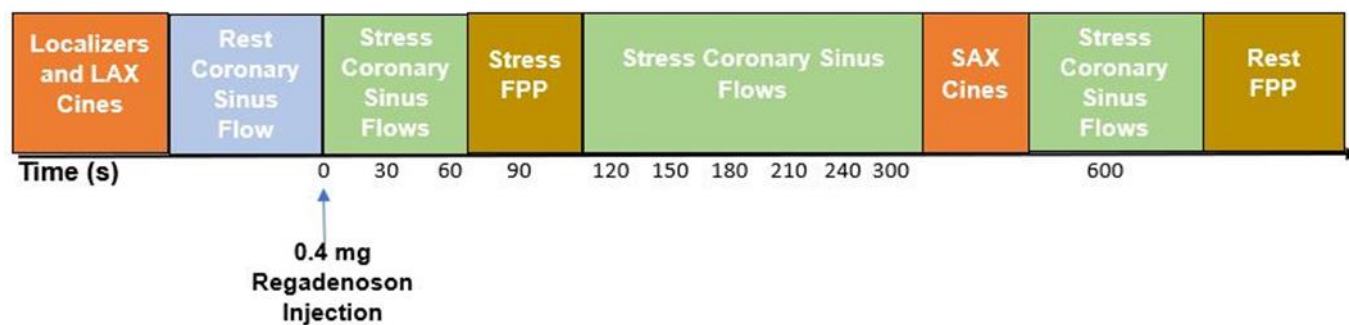 Localizers
and LAX
Cines
Rest
Coronary
Sinus
Flow
Stress
Coronary
Sinus
Flows
Stress
FPP
Stress Coronary Sinus
Flows
SAX
Cines
Stress
Coronary
Sinus
Flows
Rest
FPP
Time (s)
0 30 60 90 120 150 180 210 240 300 600
0.4 mg
Regadenoson
Injection